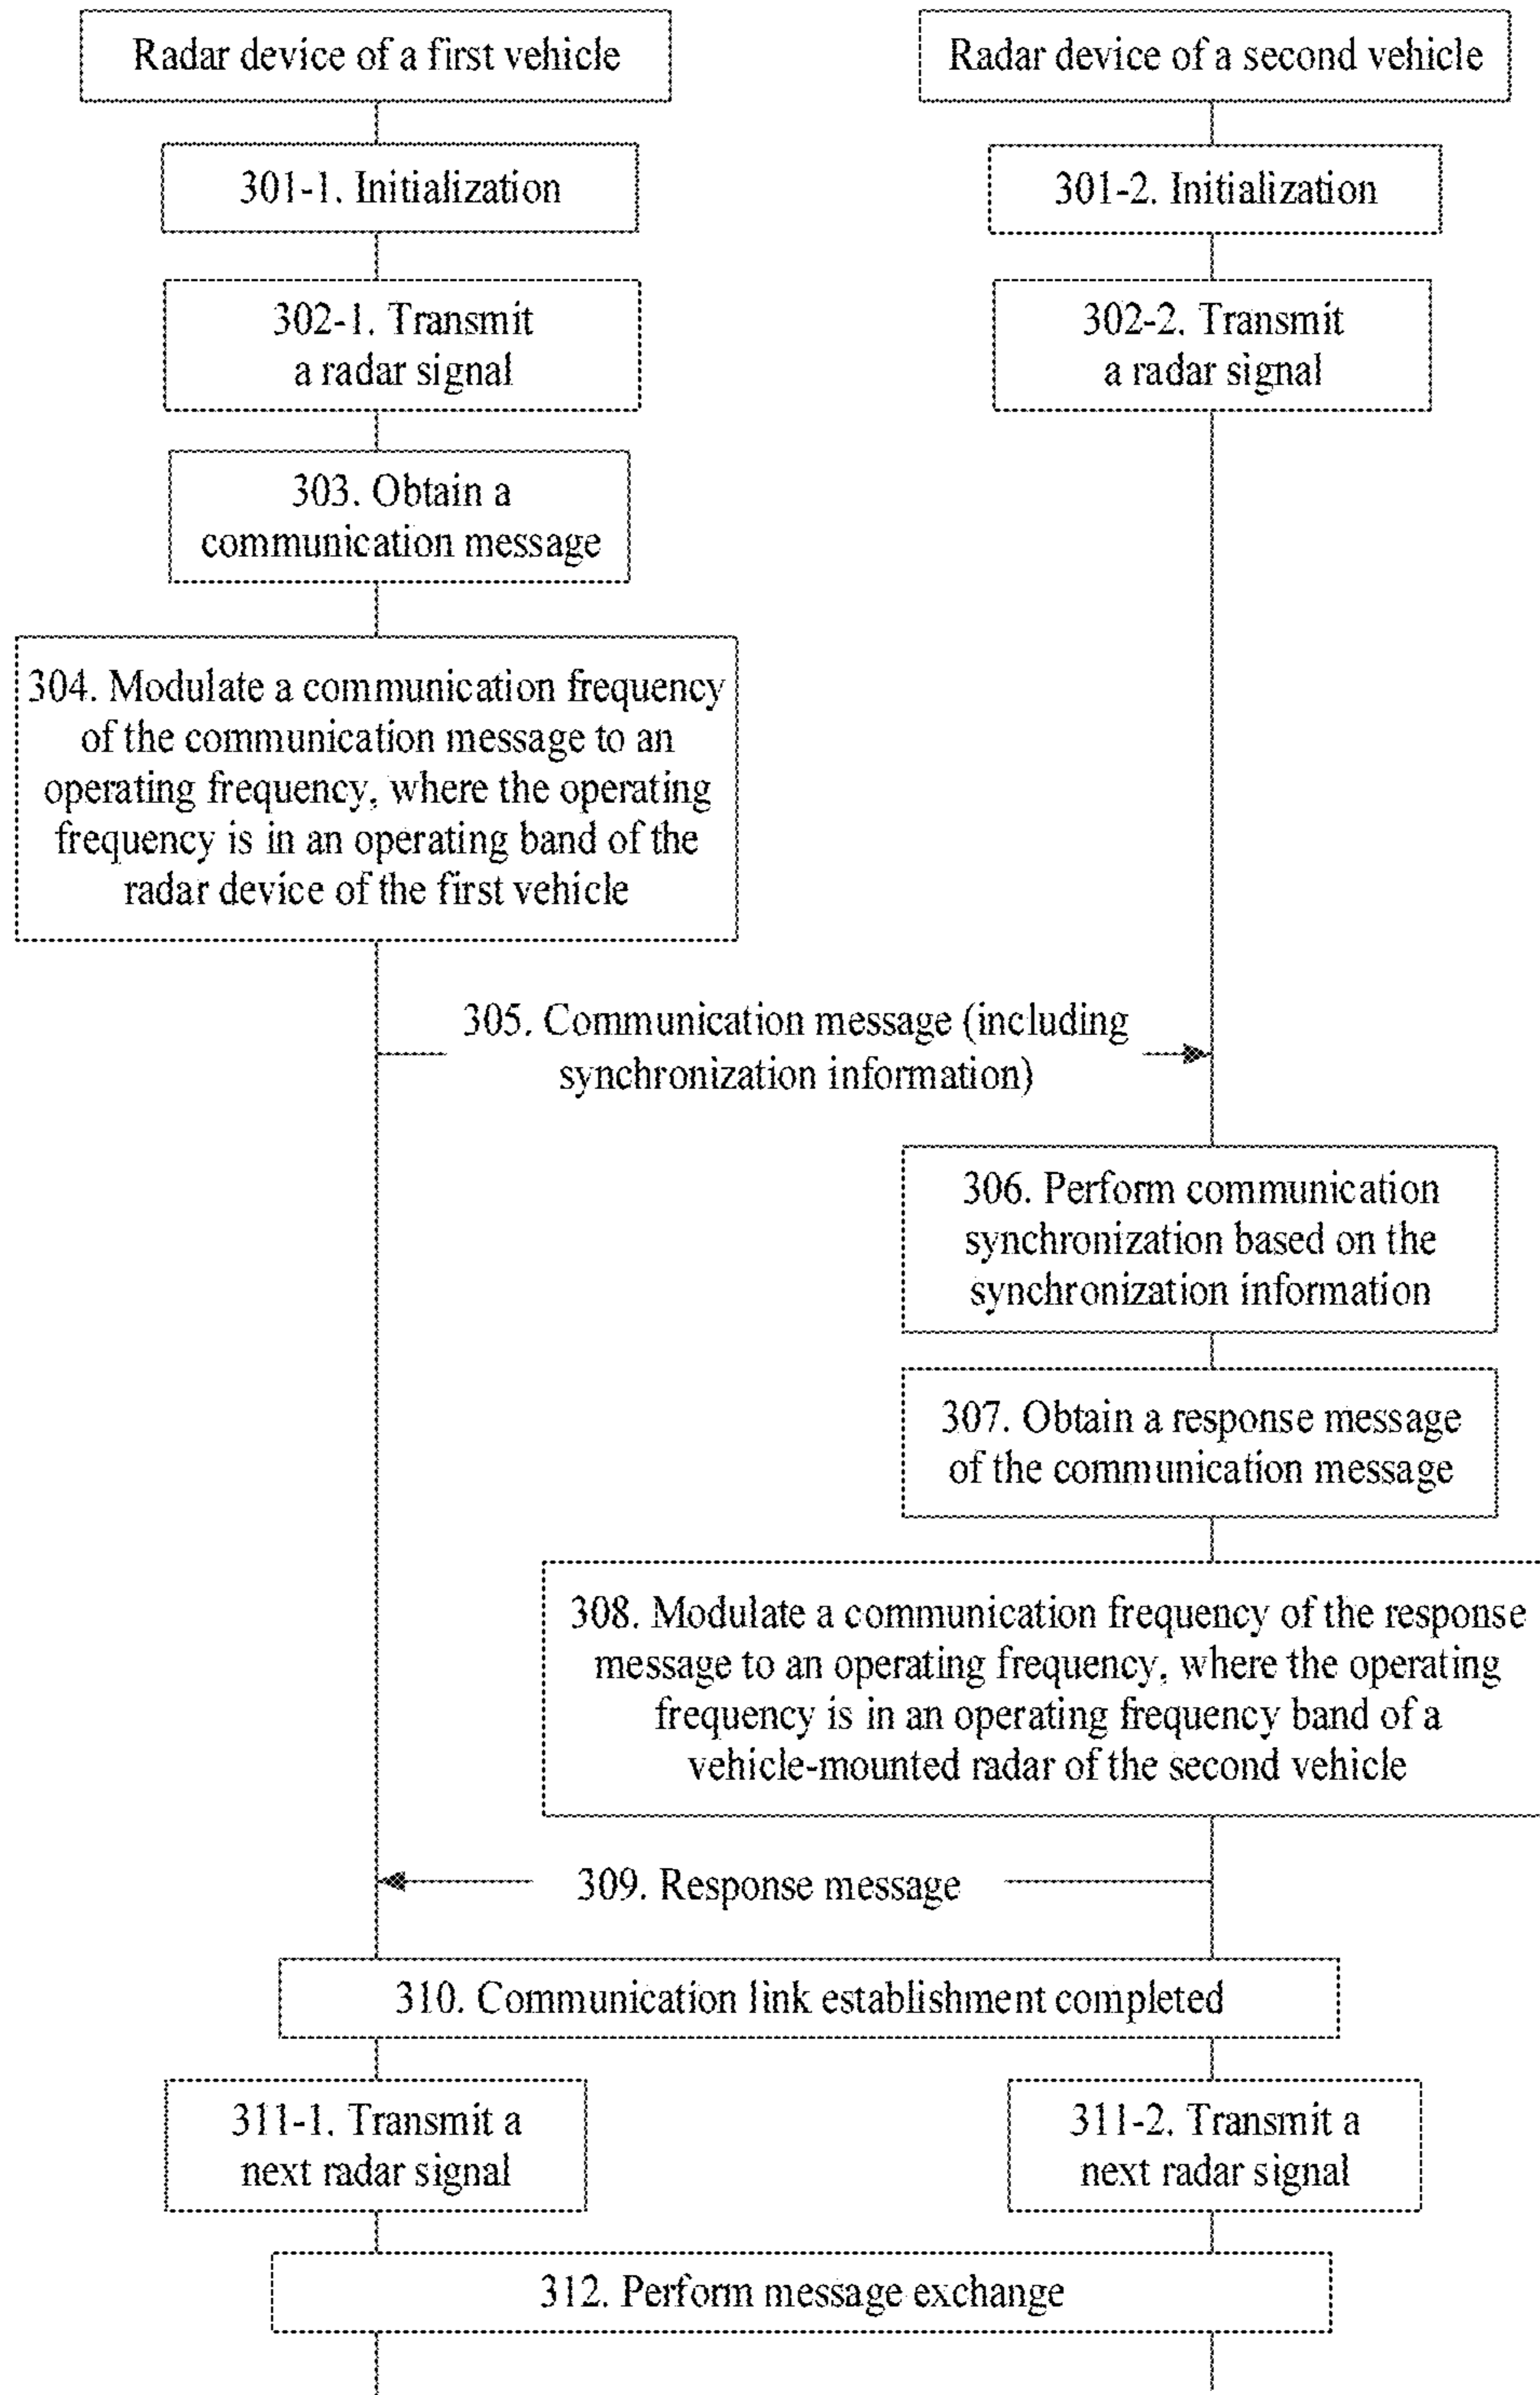 Radar device of a first vehicle
Radar device of a second vehicle
301-1. Initialization
301-2. Initialization
302-1. Transmit
a radar signal
302-2. Transmit
a radar signal
303. Obtain a
communication message
304. Modulate a communication frequency
of the communication message to an
operating frequency, where the operating
frequency is in an operating band of the
radar device of the first vehicle
305. Communication message (including
synchronization information)
306. Perform communication
synchronization based on the
synchronization information
307. Obtain a response message
of the communication message
308. Modulate a communication frequency of the response
message to an operating frequency, where the operating
frequency is in an operating frequency band of a
vehicle-mounted radar of the second vehicle
309. Response message
310. Communication link establishment completed
311-1. Transmit a
next radar signal
311-2. Transmit a
next radar signal
312. Perform message exchange